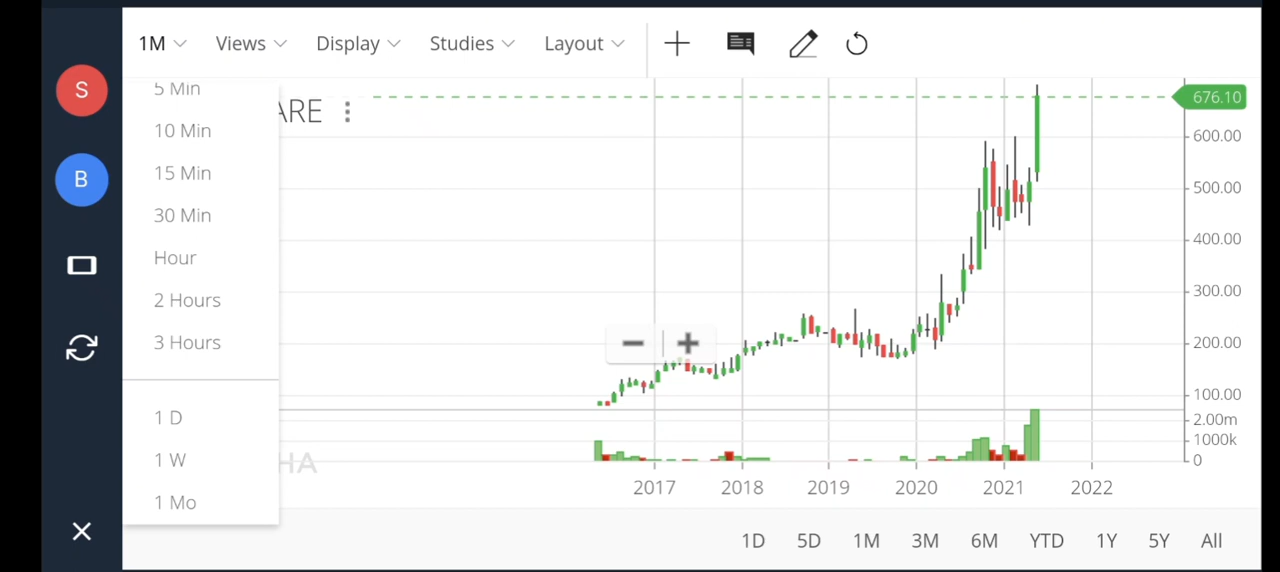 1M Views Display Studies Layout
S
B
5 Min
10 Min
15 Min
30 Min
Hour
2 Hours
3 Hours
1 D
1 W
1 Mo
ARE
676.10
600.00
500.00
400.00
300.00
200.00
100.00
2.00m
1000k
0
HA
2017 2018 2019 2020 2021 2022
1D 5D 1M 3M 6M YTD 1Y 5Y All